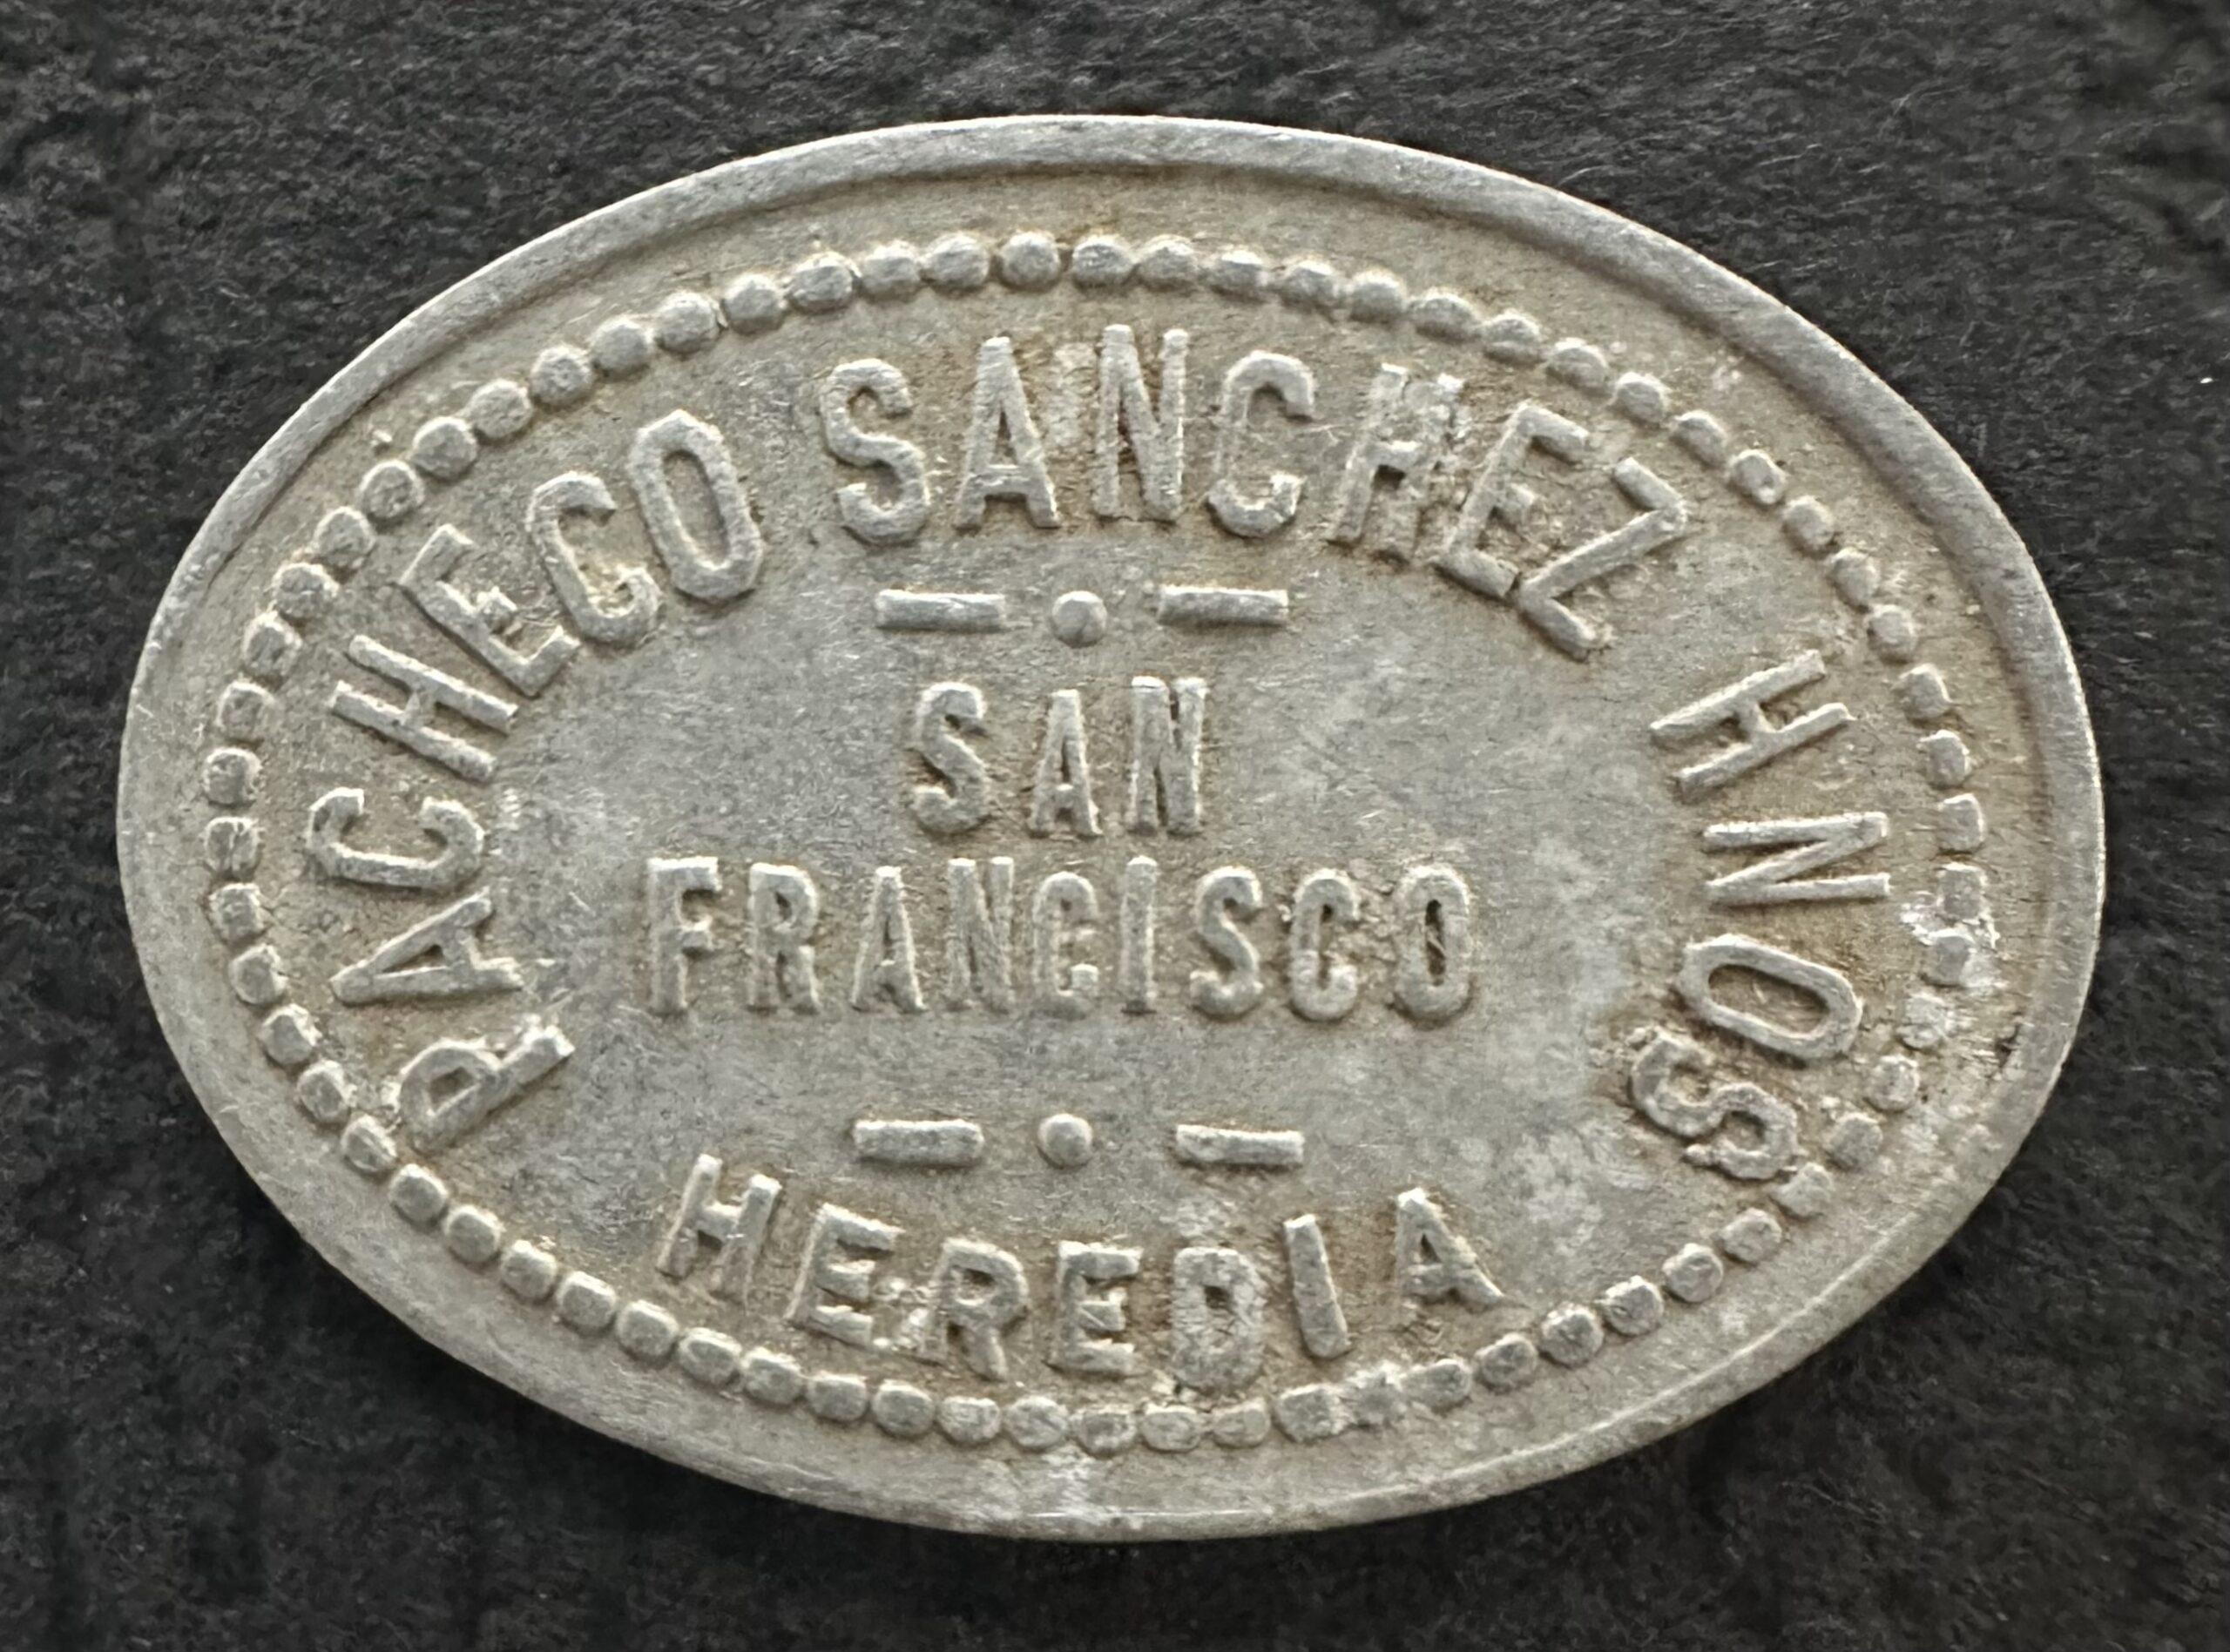 PACHECO SANCHEZ HNOS
SAN
FRANCISCO
HEREDIA